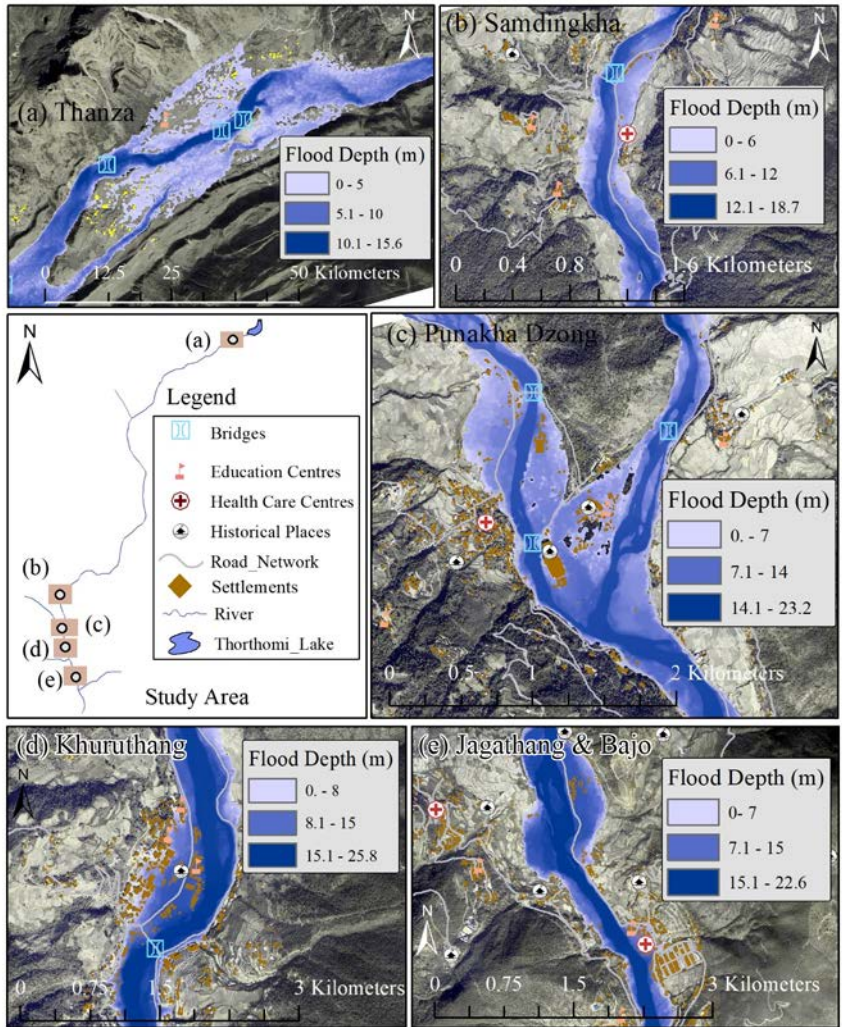 N
(a) Thanza
Flood Depth (m)
0 - 5
5.1 - 10
10.1 - 15.6
0 12.5 25 50 Kilometers
(b) Samdingkha
N
Flood Depth (m)
0 - 6
6.1 - 12
12.1 - 18.7
0 0.4 0.8 1.6 Kilometers
N
(a)
(b)
(c)
(d)
(e)
Legend
Bridges
Education Centres
Health Care Centres
Historical Places
Road_Network
Settlements
River
Thorthomi_Lake
Study Area
(c) Punakha Dzong
N
Flood Depth (m)
0. - 7
7.1 - 14
14.1 - 23.2
0 0.5 1 2 Kilometers
(d) Khuruthang
N
Flood Depth (m)
0. - 8
8.1 - 15
15.1 - 25.8
0 0.75 1.5 3 Kilometers
(e) Jagathang & Bajo
Flood Depth (m)
0- 7
7.1 - 15
15.1 - 22.6
N
0 0.75 1.5 3 Kilometers